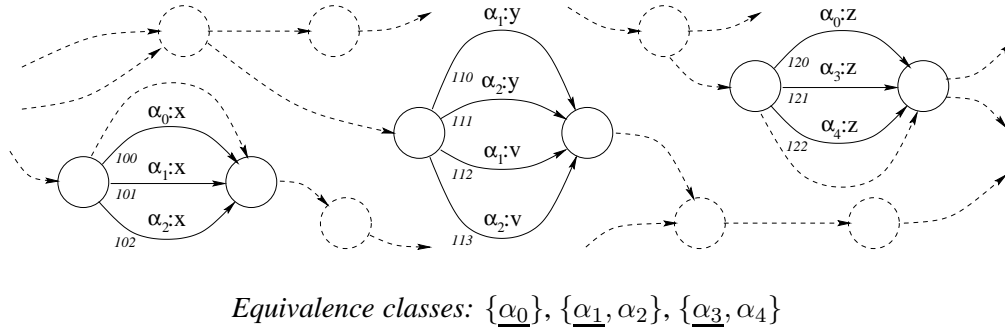 α₁:y
110
α₂:y
111
α₁:v
112
α₂:v
113
α₀:z
120
α₃:z
121
α₄:z
122
α₀:x
100
α₁:x
101
α₂:x
102
Equivalence classes: {α₀}, {α₁, α₂}, {α₃, α₄}